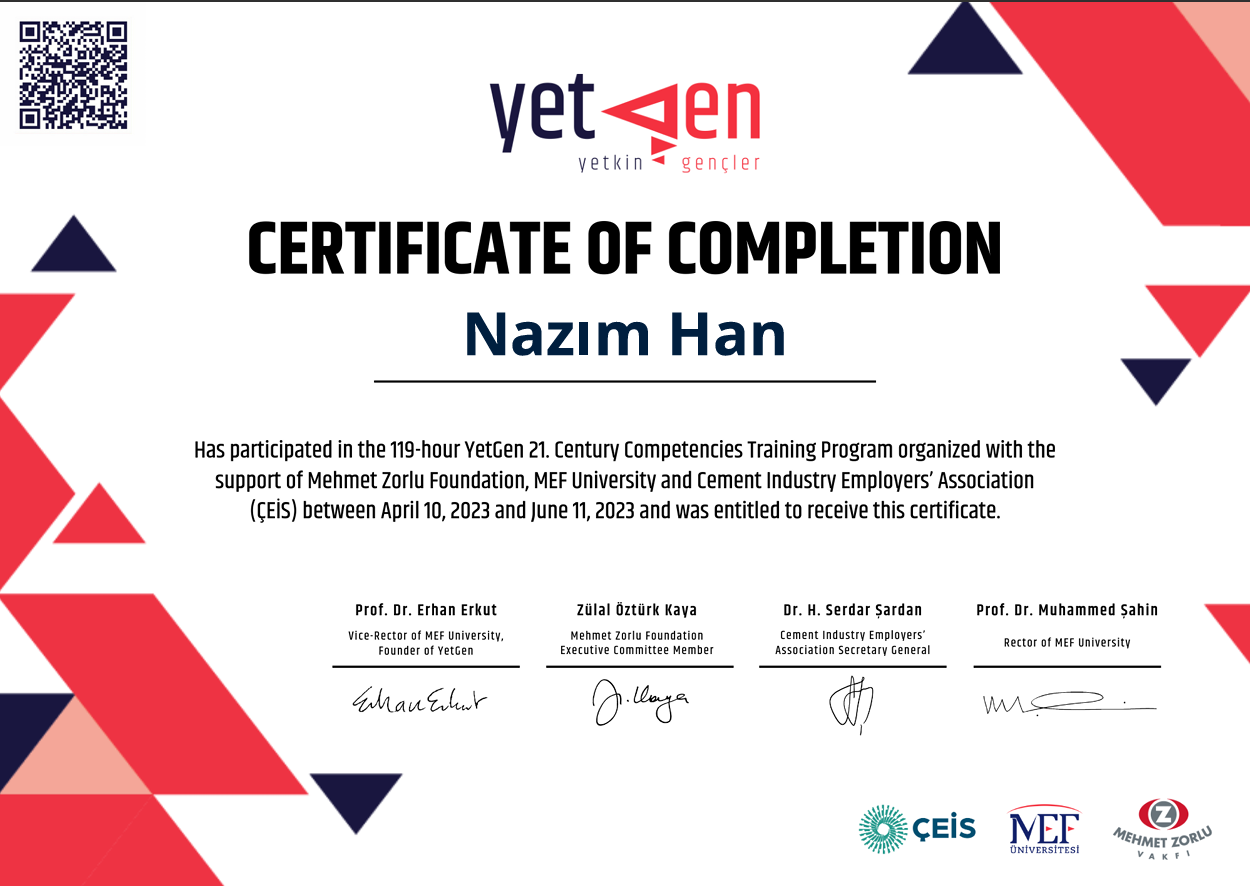 yetgen
yetkin gençler
CERTIFICATE OF COMPLETION
Nazım Han
Has participated in the 119-hour YetGen 21. Century Competencies Training Program organized with the
support of Mehmet Zorlu Foundation, MEF University and Cement Industry Employers’ Association
(ÇEİS) between April 10, 2023 and June 11, 2023 and was entitled to receive this certificate.
Prof. Dr. Erhan Erkut
Vice-Rector of MEF University,
Founder of YetGen
Erhan Erkut
Zülal Öztürk Kaya
Mehmet Zorlu Foundation
Executive Committee Member
Dr. H. Serdar Şardan
Cement Industry Employers’
Association Secretary General
Prof. Dr. Muhammed Şahin
Rector of MEF University
ÇEİS
MEF
ÜNİVERSİTESİ
Z
MEHMET ZORLU
VAKFI